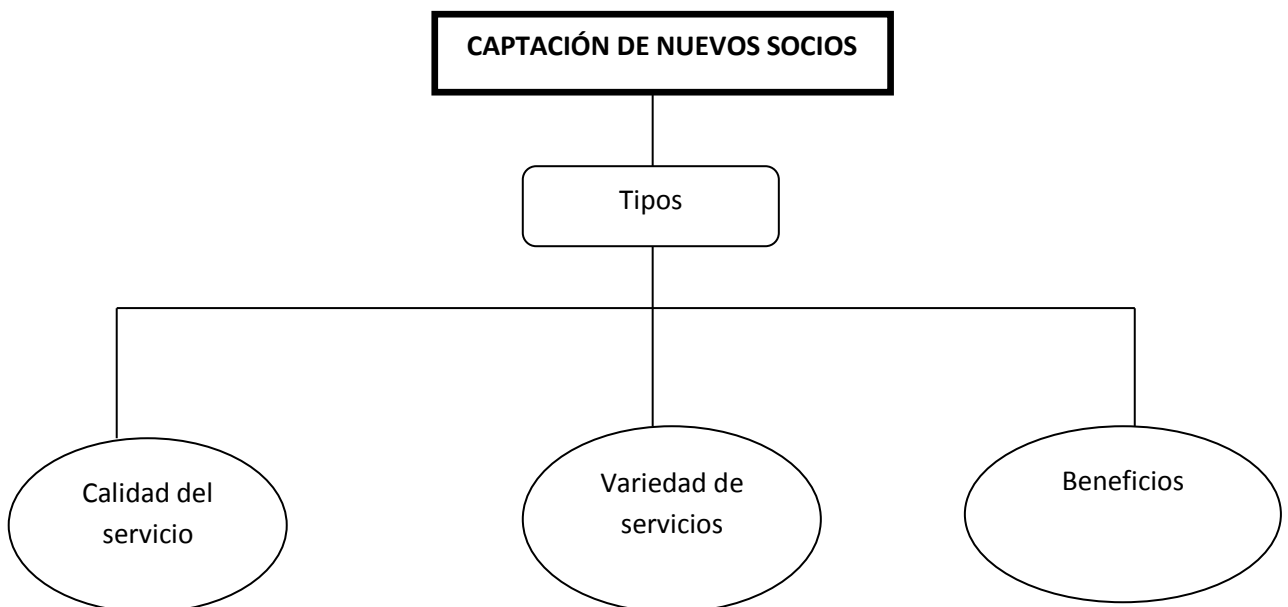 CAPTACIÓN DE NUEVOS SOCIOS
Tipos
Calidad del
servicio
Variedad de
servicios
Beneficios